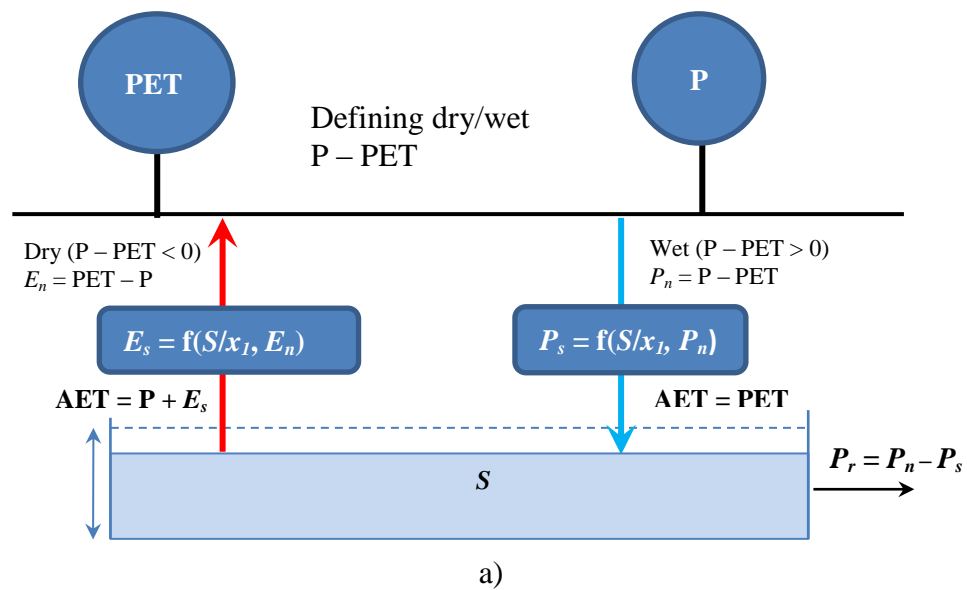 PET
P
Defining dry/wet
P – PET
Dry (P – PET < 0)
Eₙ = PET – P
Wet (P – PET > 0)
Pₙ = P – PET
Eₛ = f(S/x₁, Eₙ)
Pₛ = f(S/x₁, Pₙ)
AET = P + Eₛ
AET = PET
S
Pᵣ = Pₙ – Pₛ
a)